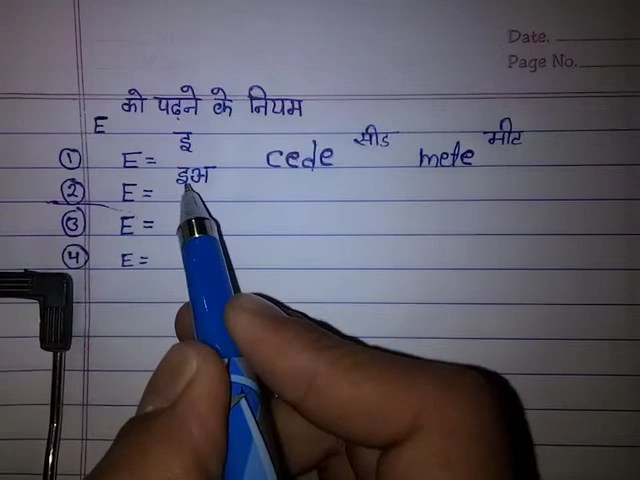 Date.
Page No.
E को पढ़ने के नियम
① E = इ cede सीड mete मीट
② E = इअ
③ E =
④ E =